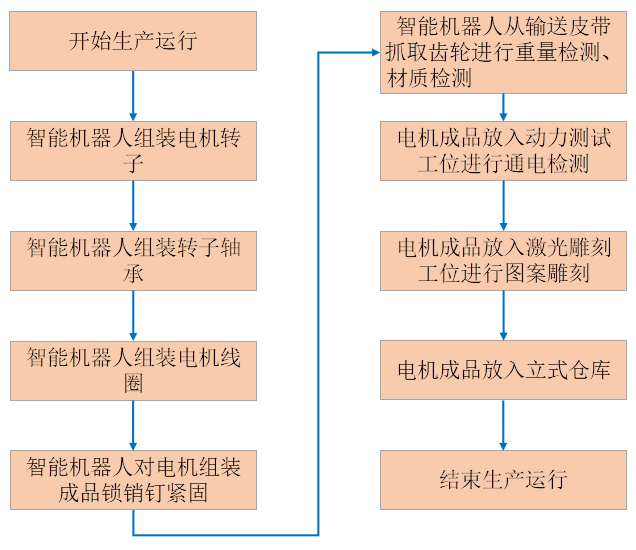 开始生产运行
智能机器人组装电机转
子
智能机器人组装转子轴
承
智能机器人组装电机线
圈
智能机器人对电机组装
成品锁销钉紧固
智能机器人从输送皮带
抓取齿轮进行重量检测、
材质检测
电机成品放入动力测试
工位进行通电检测
电机成品放入激光雕刻
工位进行图案雕刻
电机成品放入立式仓库
结束生产运行